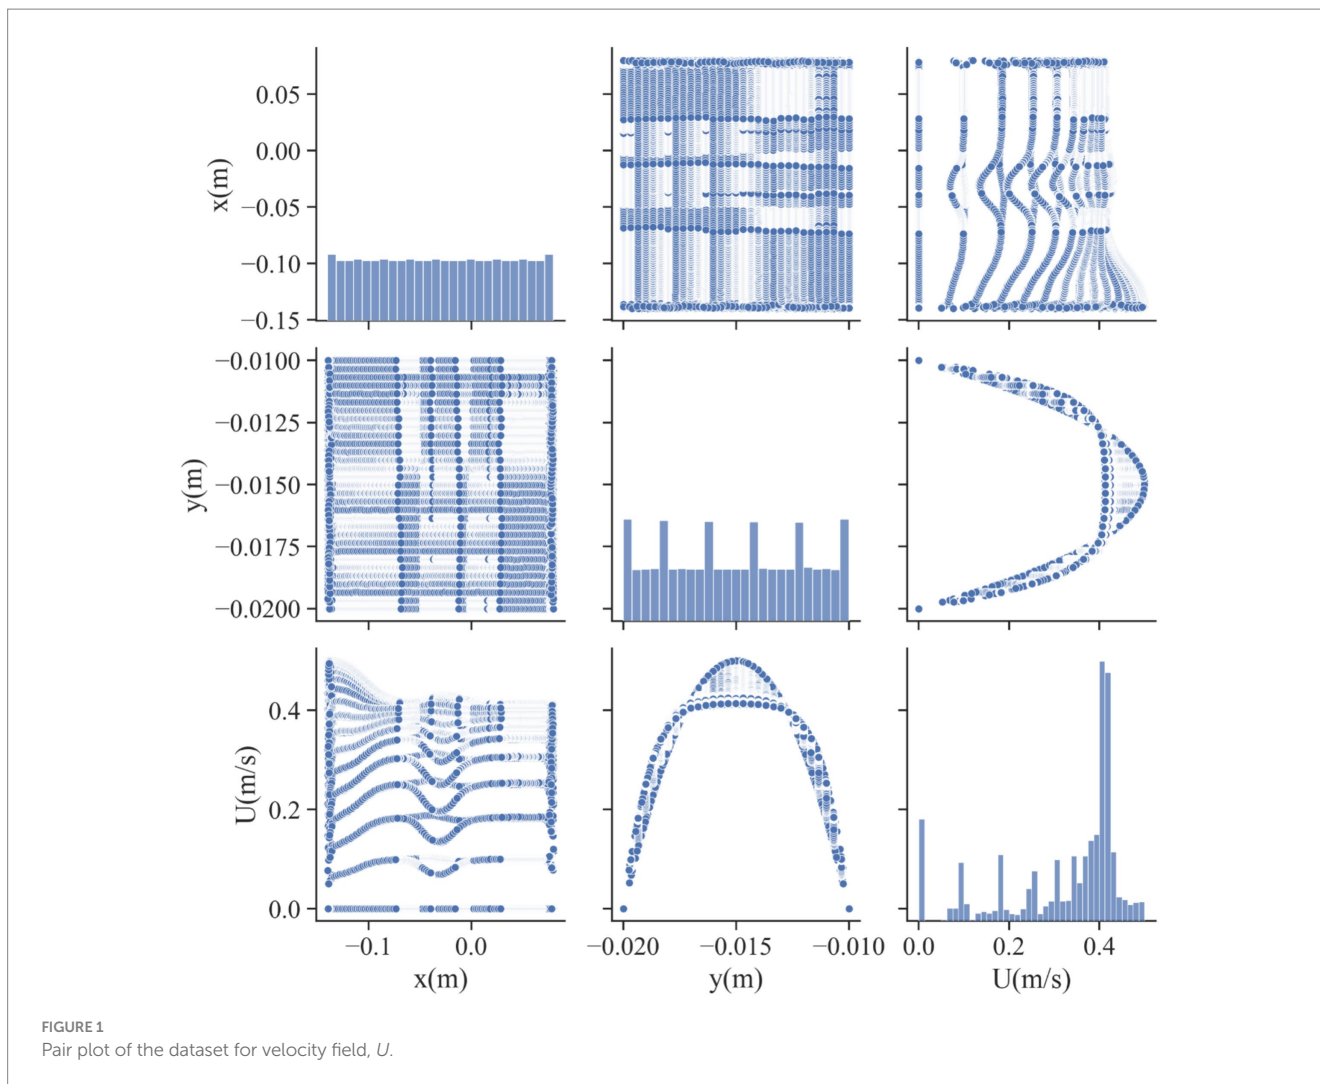 0.05
0.00
−0.05
−0.10
−0.15
x(m)
−0.0100
−0.0125
−0.0150
−0.0175
−0.0200
y(m)
0.4
0.2
0.0
U(m/s)
−0.1 0.0 −0.020 −0.015 −0.010 0.0 0.2 0.4
x(m) y(m) U(m/s)
FIGURE 1
Pair plot of the dataset for velocity field, U.